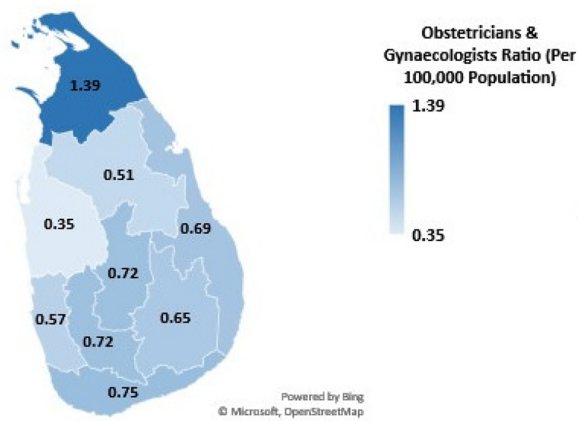 Obstetricians &
Gynaecologists Ratio (Per
100,000 Population)
1.39
0.35
1.39
0.51
0.35
0.69
0.72
0.57
0.65
0.72
0.75
Powered by Bing
© Microsoft, OpenStreetMap